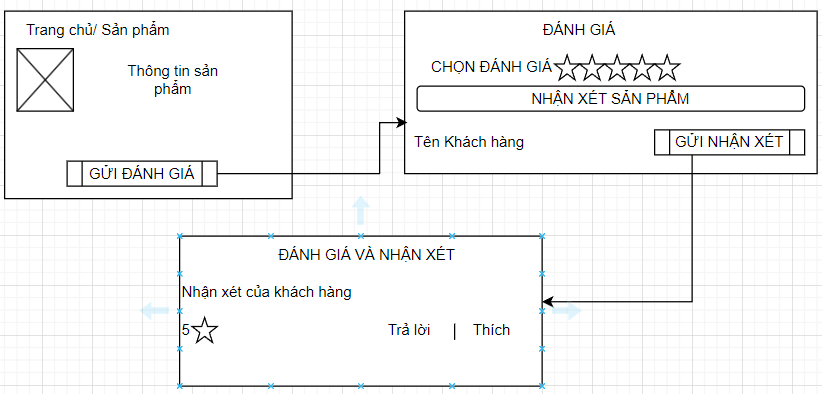 Trang chủ/ Sản phẩm
Thông tin sản
phẩm
GỬI ĐÁNH GIÁ
ĐÁNH GIÁ
CHỌN ĐÁNH GIÁ
NHẬN XÉT SẢN PHẨM
Tên Khách hàng
GỬI NHẬN XÉT
ĐÁNH GIÁ VÀ NHẬN XÉT
Nhận xét của khách hàng
5
Trả lời | Thích